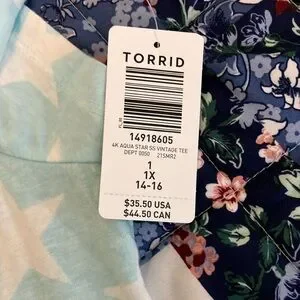 TORRID
14918605
4K AQUA STAR SS VINTAGE TEE
DEPT 0050 21SMR2
1
1X
14-16
$35.50 USA
$44.50 CAN